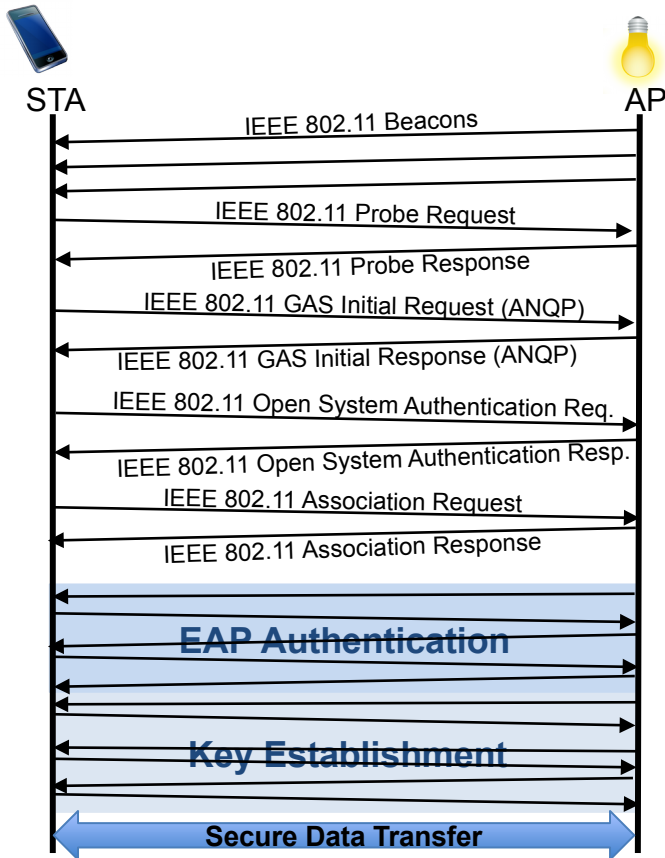 STA
AP
IEEE 802.11 Beacons
IEEE 802.11 Probe Request
IEEE 802.11 Probe Response
IEEE 802.11 GAS Initial Request (ANQP)
IEEE 802.11 GAS Initial Response (ANQP)
IEEE 802.11 Open System Authentication Req.
IEEE 802.11 Open System Authentication Resp.
IEEE 802.11 Association Request
IEEE 802.11 Association Response
EAP Authentication
Key Establishment
Secure Data Transfer